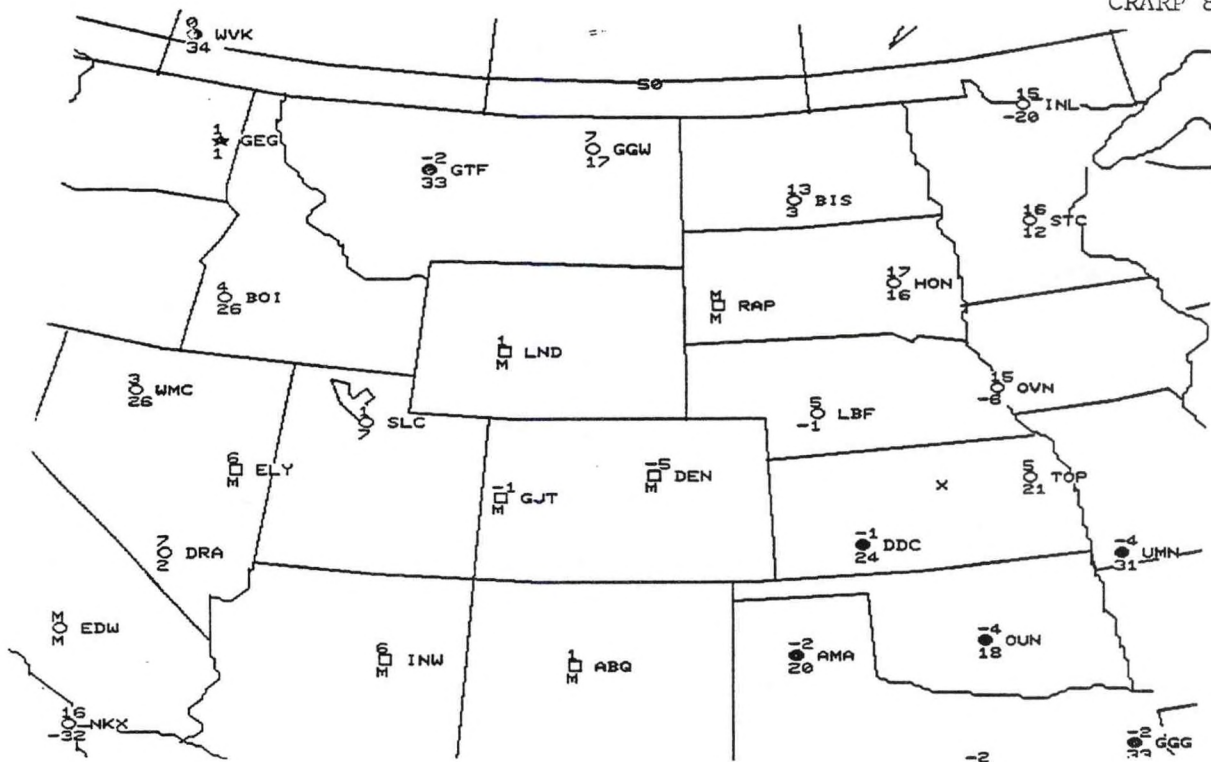 CRARP 8
0
WVK
34
50
15
INL
-20
1
GEG
1
-2
GTF
33
7
GGW
17
13
BIS
3
16
STC
12
4
BOI
26
M
RAP
M
17
HON
16
1
LND
M
3
WMC
26
1
SLC
7
5
LBF
-1
15
OVN
-6
6
ELY
M
-1
GJT
M
-5
DEN
M
X
5
TOP
21
7
DRA
2
-1
DDC
24
-4
UMN
31
M
EDW
M
6
INW
M
1
ABQ
M
-2
AMA
20
-4
OUN
18
16
NKX
-32
-2
GGG
-2